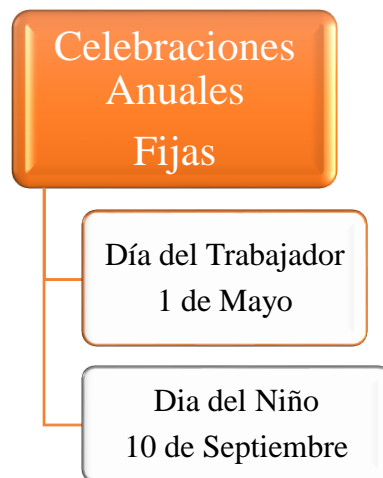 Celebraciones
Anuales
Fijas
Día del Trabajador
1 de Mayo
Dia del Niño
10 de Septiembre